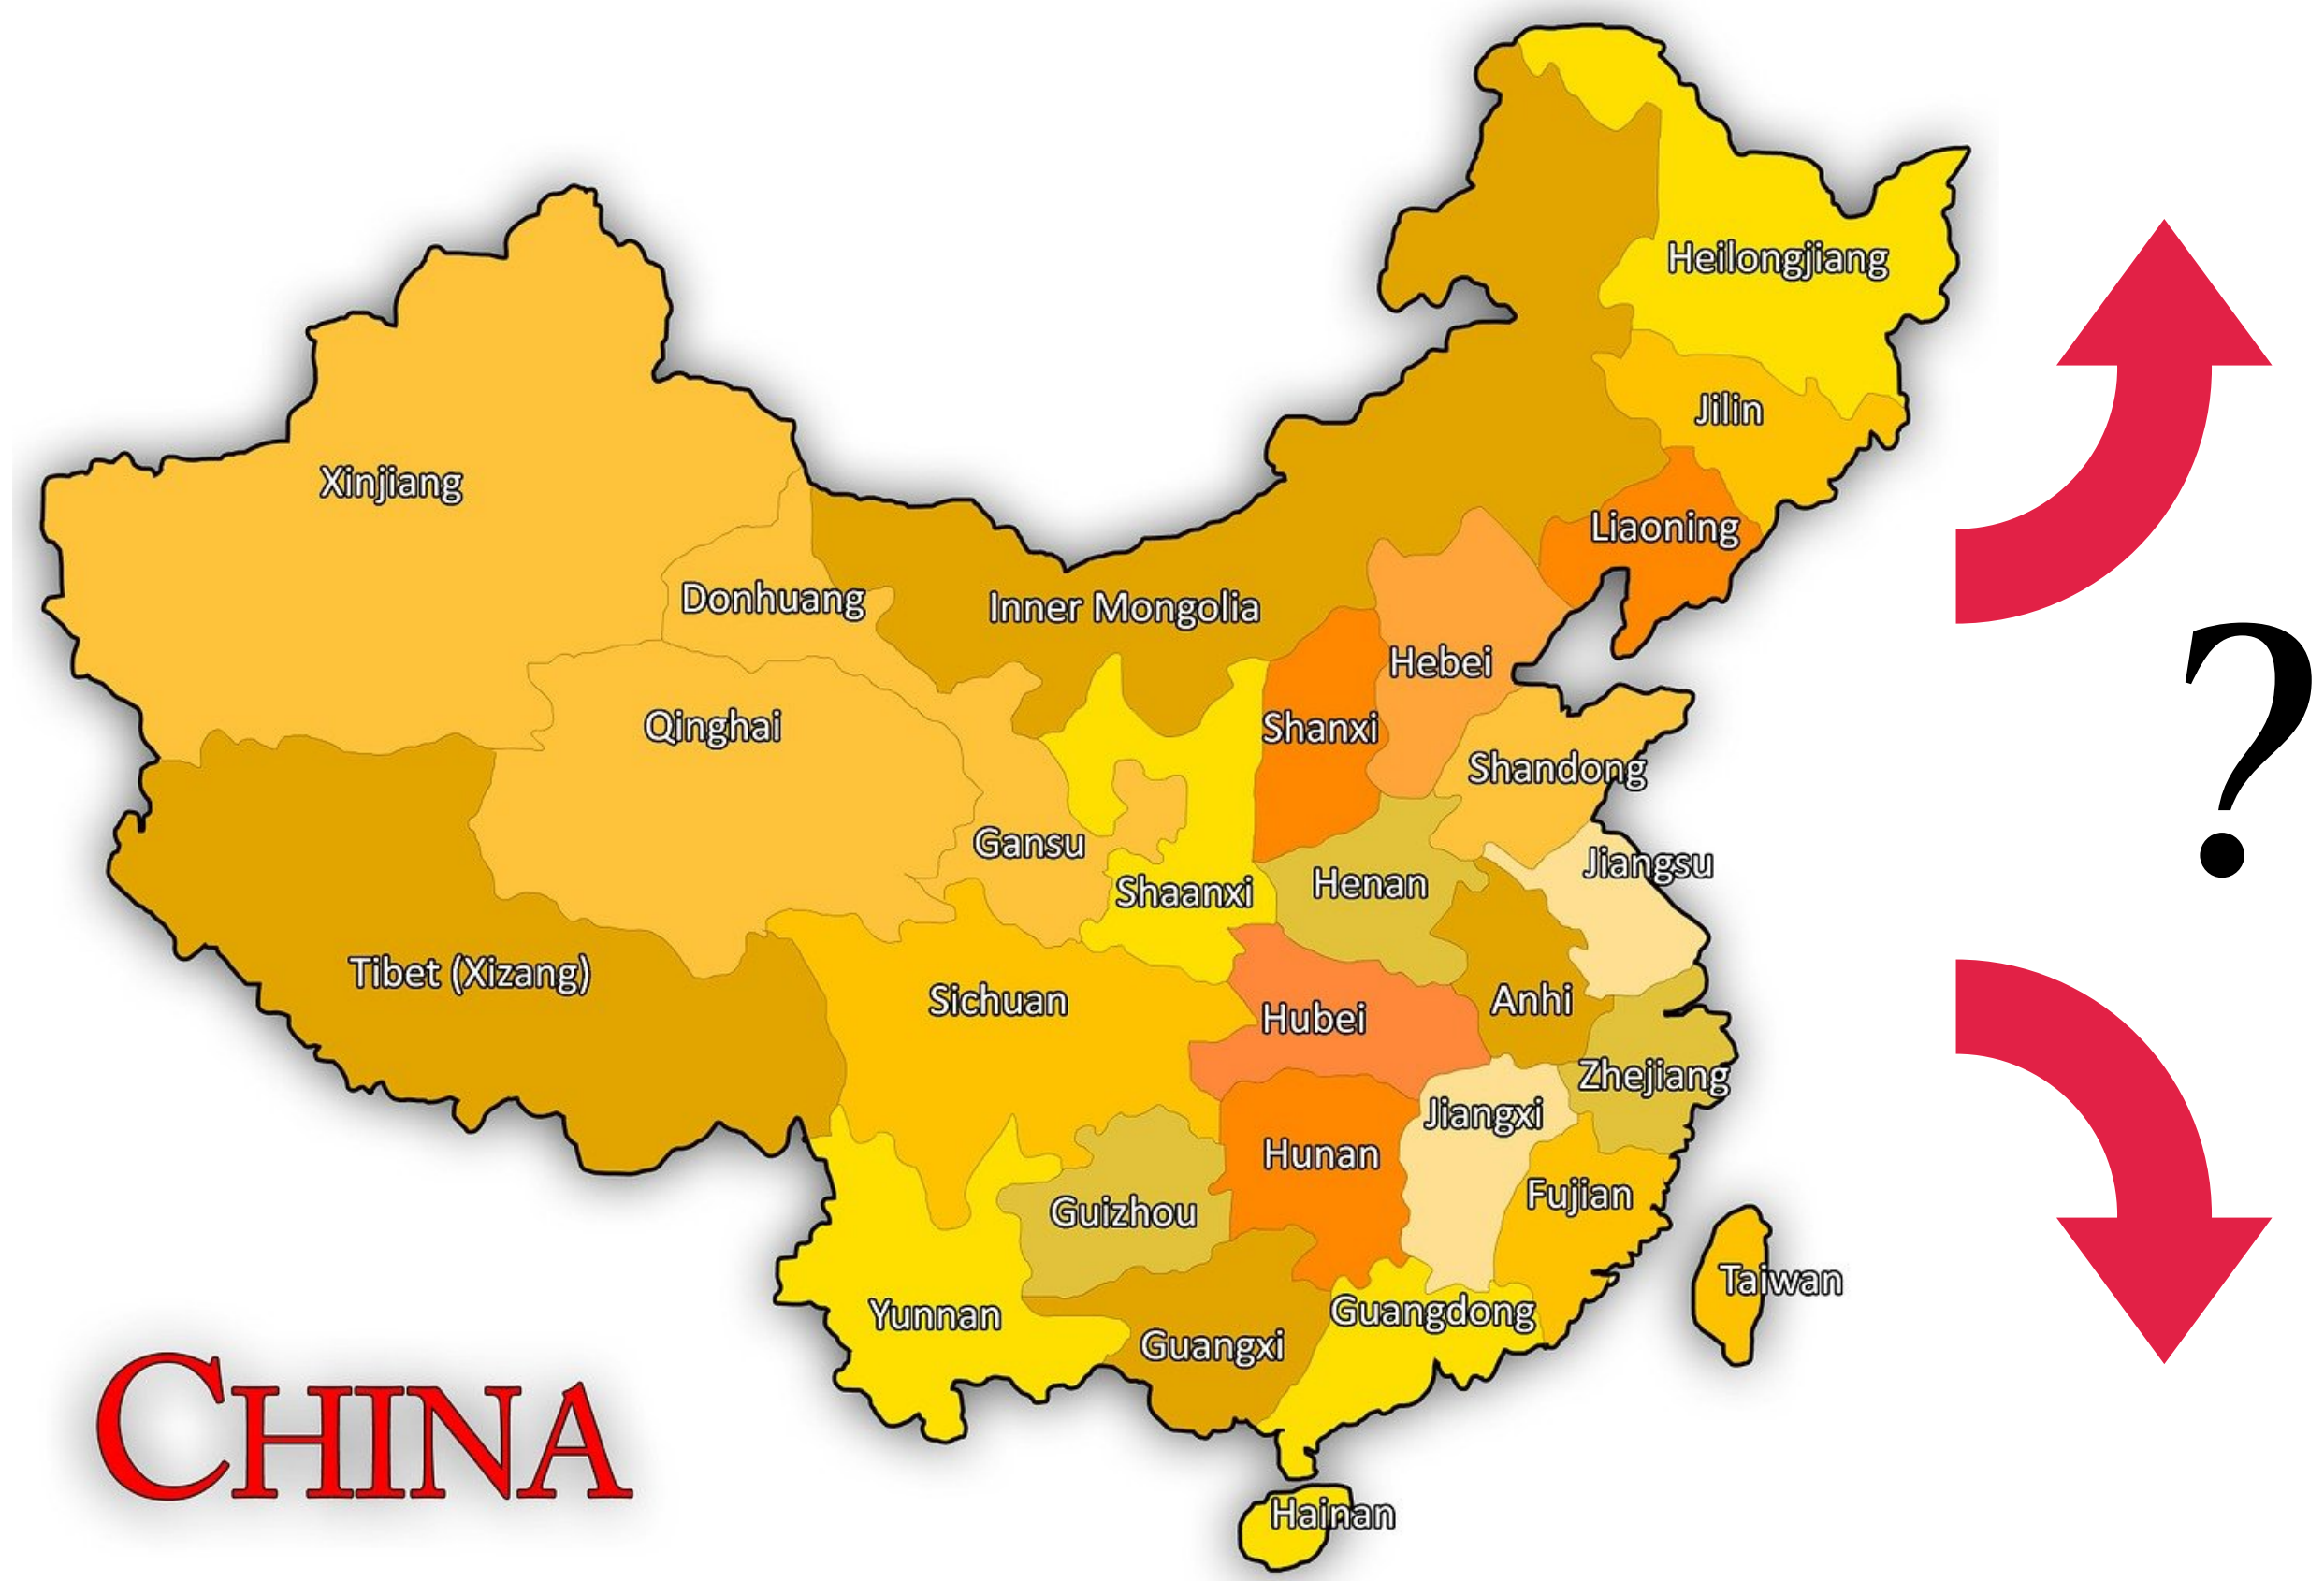 Heilongjiang
Jilin
Xinjiang
Liaoning
Donhuang
Inner Mongolia
Hebei
?
Qinghai
Shanxi
Shandong
Gansu
Jiangsu
Shaanxi
Henan
Tibet (Xizang)
Sichuan
Anhi
Hubei
Zhejiang
Jiangxi
Hunan
Fujian
Guizhou
Taiwan
Yunnan
Guangdong
Guangxi
CHINA
Hainan